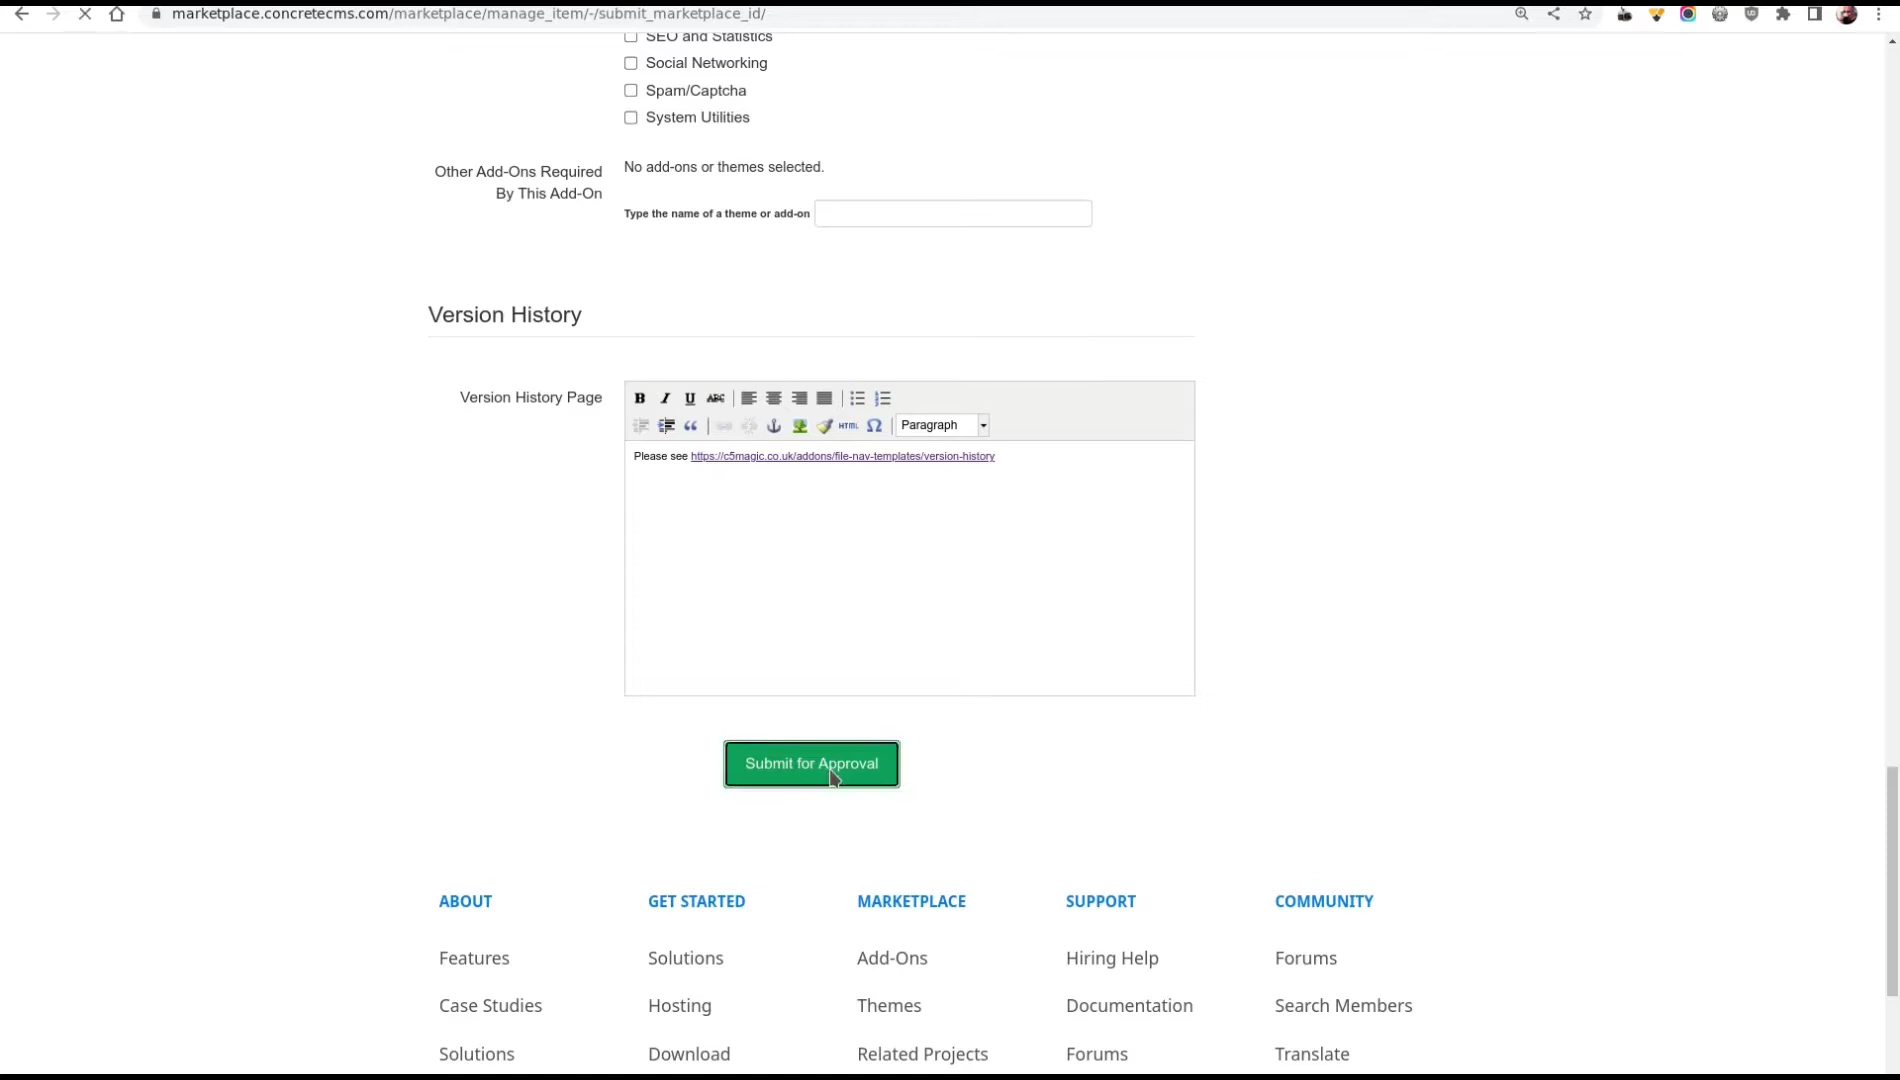 marketplace.concretecms.com/marketplace/manage_item/-/submit_marketplace_id/
SEO and Statistics
Social Networking
Spam/Captcha
System Utilities
Other Add-Ons Required
By This Add-On
No add-ons or themes selected.
Type the name of a theme or add-on
Version History
Version History Page
B I U ABC
HTML Ω Paragraph
Please see https://c5magic.co.uk/addons/file-nav-templates/version-history
Submit for Approval
ABOUT GET STARTED MARKETPLACE SUPPORT COMMUNITY
Features Solutions Add-Ons Hiring Help Forums
Case Studies Hosting Themes Documentation Search Members
Solutions Download Related Projects Forums Translate